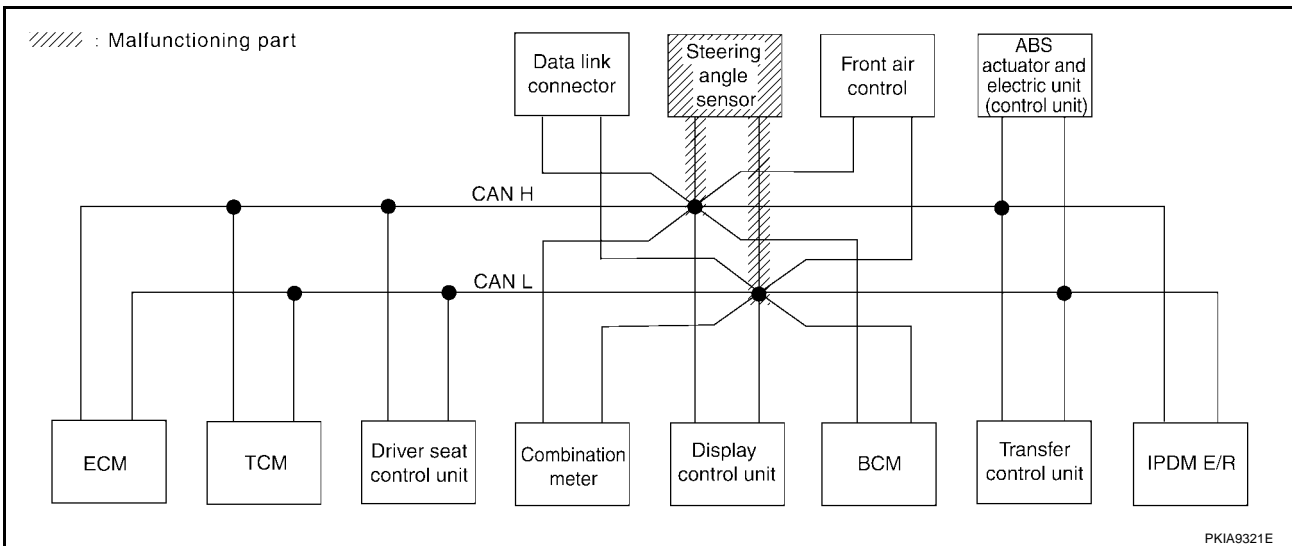 : Malfunctioning part
Data link
connector
Steering
angle
sensor
Front air
control
ABS
actuator and
electric unit
(control unit)
CAN H
CAN L
ECM
TCM
Driver seat
control unit
Combination
meter
Display
control unit
BCM
Transfer
control unit
IPDM E/R
PKIA9321E